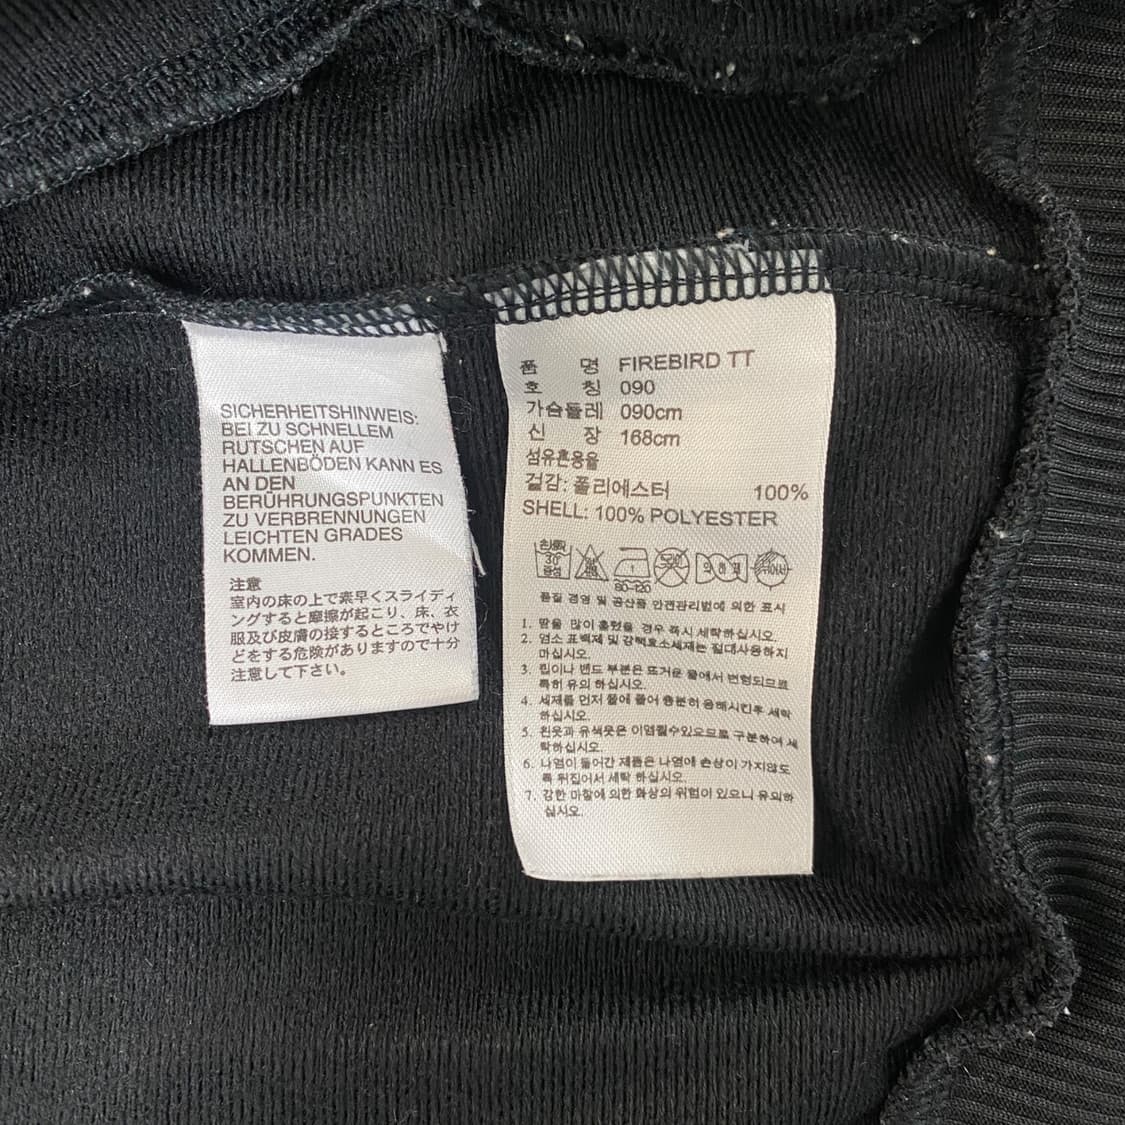 SICHERHEITSHINWEIS:
BEI ZU SCHNELLEM
RUTSCHEN AUF
HALLENBÖDEN KANN ES
AN DEN
BERÜHRUNGSPUNKTEN
ZU VERBRENNUNGEN
LEICHTEN GRADES
KOMMEN.
注意
室内の床の上で素早くスライディ
ングすると摩擦が起こり、床、衣
服及び皮膚の接するところでやけ
どをする危険がありますので十分
注意して下さい。
품 명 FIREBIRD TT
호 칭 090
가슴둘레 090cm
신 장 168cm
섬유혼용율
겉감: 폴리에스터 100%
SHELL: 100% POLYESTER
손세탁
30
중성
80-120
품질 경영 및 공산품 안전관리법에 의한 표시
1. 땀을 많이 흘렸을 경우 즉시 세탁하십시오.
2. 염소 표백제 및 강력효소세제는 절대사용하지
마십시오.
3. 립이나 밴드 부분은 뜨거운 물에서 변형되므로
특히 유의 하십시오.
4. 세제를 먼저 물에 풀어 충분히 용해시킨후 세탁
하십시오.
5. 흰옷과 유색옷은 이염될수있으므로 구분하여 세
탁하십시오.
6. 나염이 들어간 제품은 나염에 손상이 가지않도
록 뒤집어서 세탁 하십시오.
7. 강한 마찰에 의한 화상의 위험이 있으니 유의하
십시오.